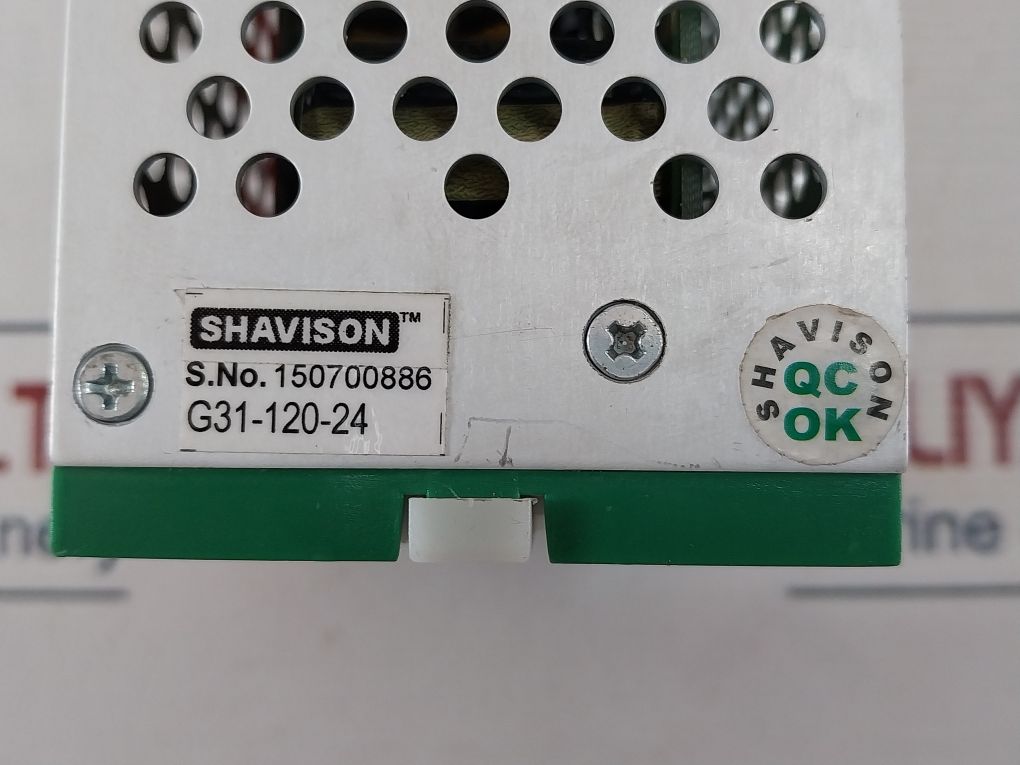 SHAVISON™
S.No. 150700886
G31-120-24
SHAVISON
QC
OK